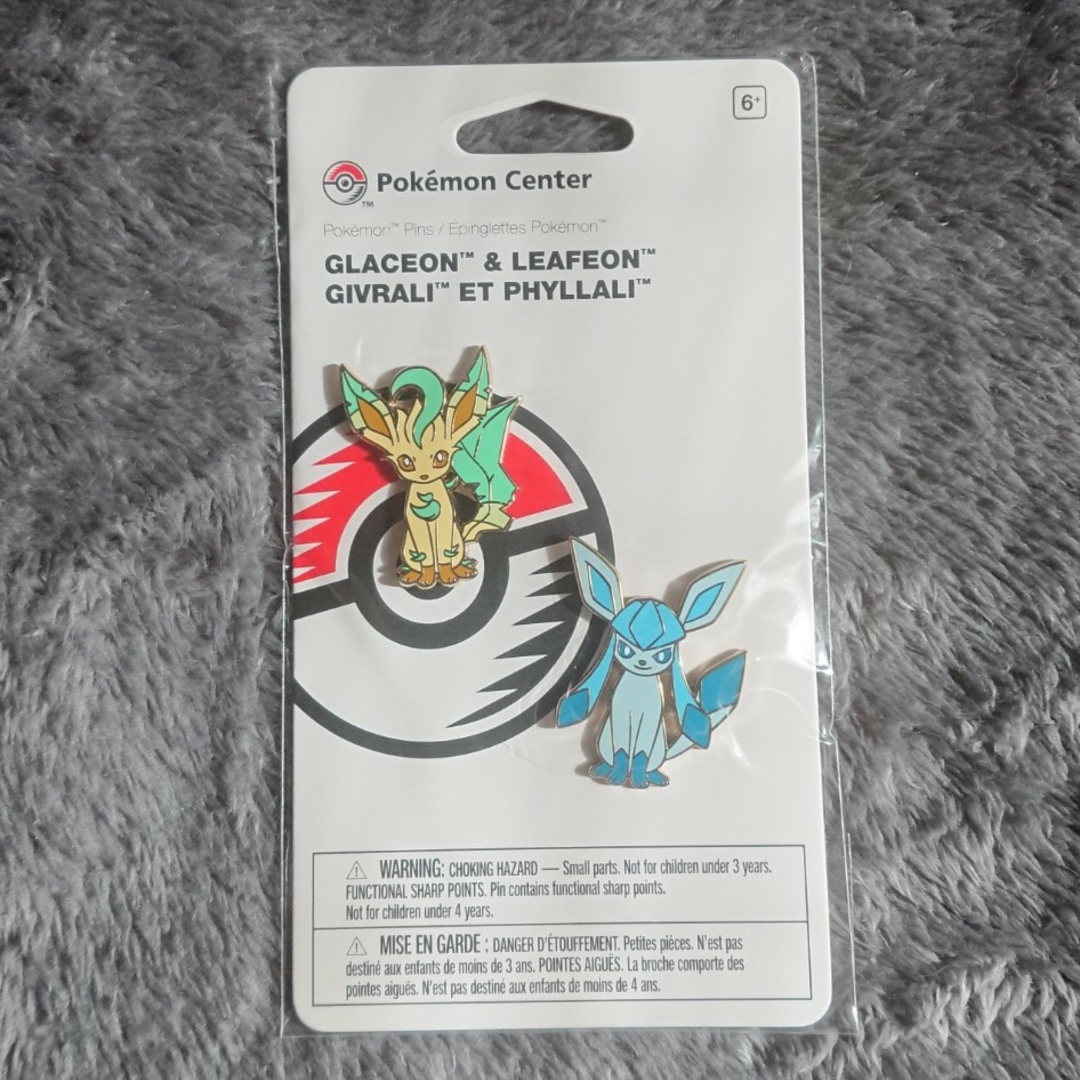 6+
Pokémon Center
TM
Pokémon™ Pins / Épinglettes Pokémon™
GLACEON™ & LEAFEON™
GIVRALI™ ET PHYLLALI™
⚠ WARNING: CHOKING HAZARD — Small parts. Not for children under 3 years.
FUNCTIONAL SHARP POINTS. Pin contains functional sharp points.
Not for children under 4 years.
⚠ MISE EN GARDE : DANGER D'ÉTOUFFEMENT. Petites pièces. N'est pas
destiné aux enfants de moins de 3 ans. POINTES AIGUËS. La broche comporte des
pointes aiguës. N'est pas destiné aux enfants de moins de 4 ans.